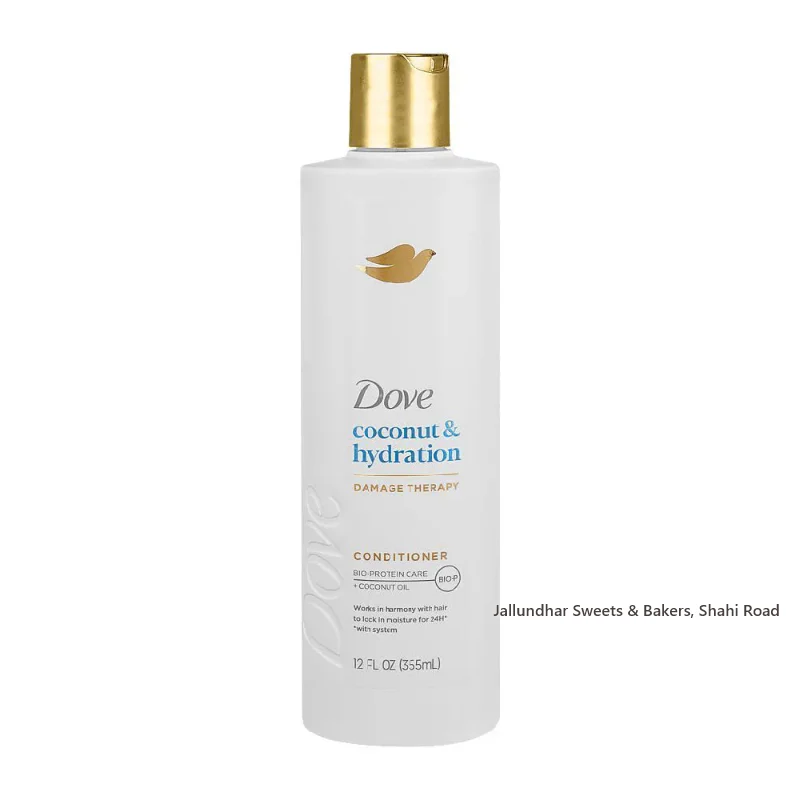 Dove
coconut &
hydration
DAMAGE THERAPY
Dove
CONDITIONER
BIO-PROTEIN CARE
+ COCONUT OIL
BIO-P
Works in harmony with hair
to lock in moisture for 24H*
*with system
Jallundhar Sweets & Bakers, Shahi Road
12 FL OZ (355mL)